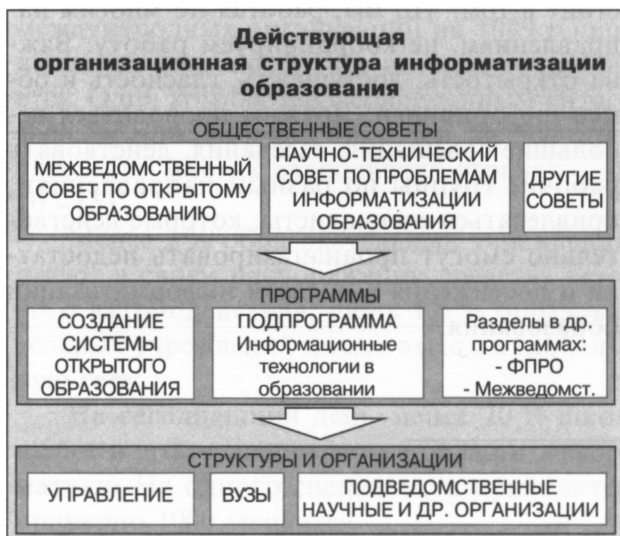 Действующая
организационная структура информатизации
образования
ОБЩЕСТВЕННЫЕ СОВЕТЫ
МЕЖВЕДОМСТВЕННЫЙ
СОВЕТ ПО ОТКРЫТОМУ
ОБРАЗОВАНИЮ
НАУЧНО-ТЕХНИЧЕСКИЙ
СОВЕТ ПО ПРОБЛЕМАМ
ИНФОРМАТИЗАЦИИ
ОБРАЗОВАНИЯ
ДРУГИЕ
СОВЕТЫ
ПРОГРАММЫ
СОЗДАНИЕ
СИСТЕМЫ
ОТКРЫТОГО
ОБРАЗОВАНИЯ
ПОДПРОГРАММА
Информационные
технологии в
образовании
Разделы в др.
программах:
- ФПРО
- Межведомст.
СТРУКТУРЫ И ОРГАНИЗАЦИИ
УПРАВЛЕНИЕ
ВУЗЫ
ПОДВЕДОМСТВЕННЫЕ
НАУЧНЫЕ И ДР. ОРГАНИЗАЦИИ